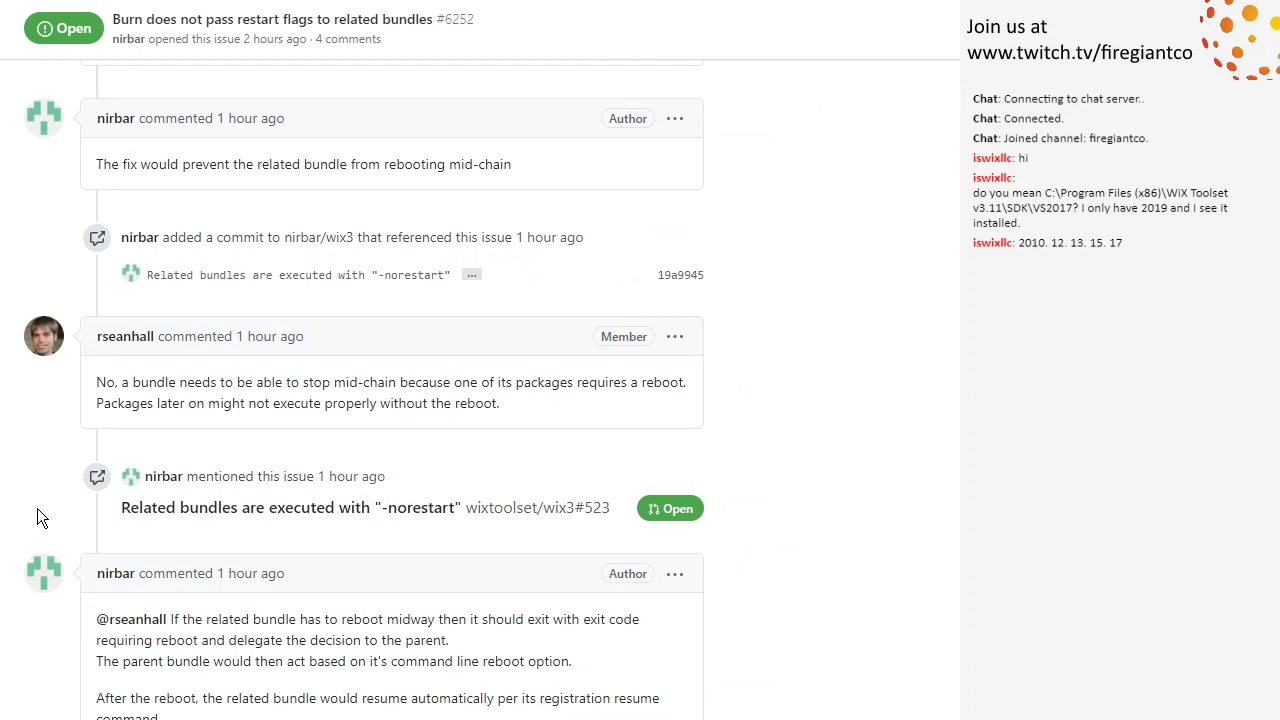 Open
Burn does not pass restart flags to related bundles #6252
nirbar opened this issue 2 hours ago · 4 comments
nirbar commented 1 hour ago
Author
The fix would prevent the related bundle from rebooting mid-chain
nirbar added a commit to nirbar/wix3 that referenced this issue 1 hour ago
Related bundles are executed with "-norestart" … 19a9945
rseanhall commented 1 hour ago
Member
No, a bundle needs to be able to stop mid-chain because one of its packages requires a reboot.
Packages later on might not execute properly without the reboot.
nirbar mentioned this issue 1 hour ago
Related bundles are executed with "-norestart" wixtoolset/wix3#523
Open
nirbar commented 1 hour ago
Author
@rseanhall If the related bundle has to reboot midway then it should exit with exit code
requiring reboot and delegate the decision to the parent.
The parent bundle would then act based on it's command line reboot option.
After the reboot, the related bundle would resume automatically per its registration resume
command.
Join us at
www.twitch.tv/firegiantco
Chat: Connecting to chat server..
Chat: Connected.
Chat: Joined channel: firegiantco.
iswixllc: hi
iswixllc:
do you mean C:\Program Files (x86)\WiX Toolset
v3.11\SDK\VS2017? I only have 2019 and I see it
installed.
iswixllc: 2010. 12. 13. 15. 17